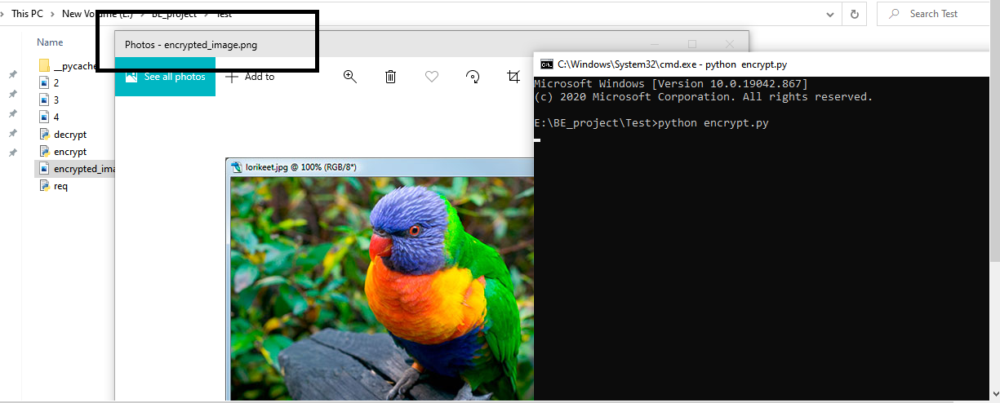 This PC > New Volume (E:) > BE_project > Test
Search Test
Name
__pycache
2
3
4
decrypt
encrypt
encrypted_ima
req
Photos - encrypted_image.png
See all photos
Add to
lorikeet.jpg @ 100% (RGB/8*)
C:\Windows\System32\cmd.exe - python encrypt.py
Microsoft Windows [Version 10.0.19042.867]
(c) 2020 Microsoft Corporation. All rights reserved.
E:\BE_project\Test>python encrypt.py